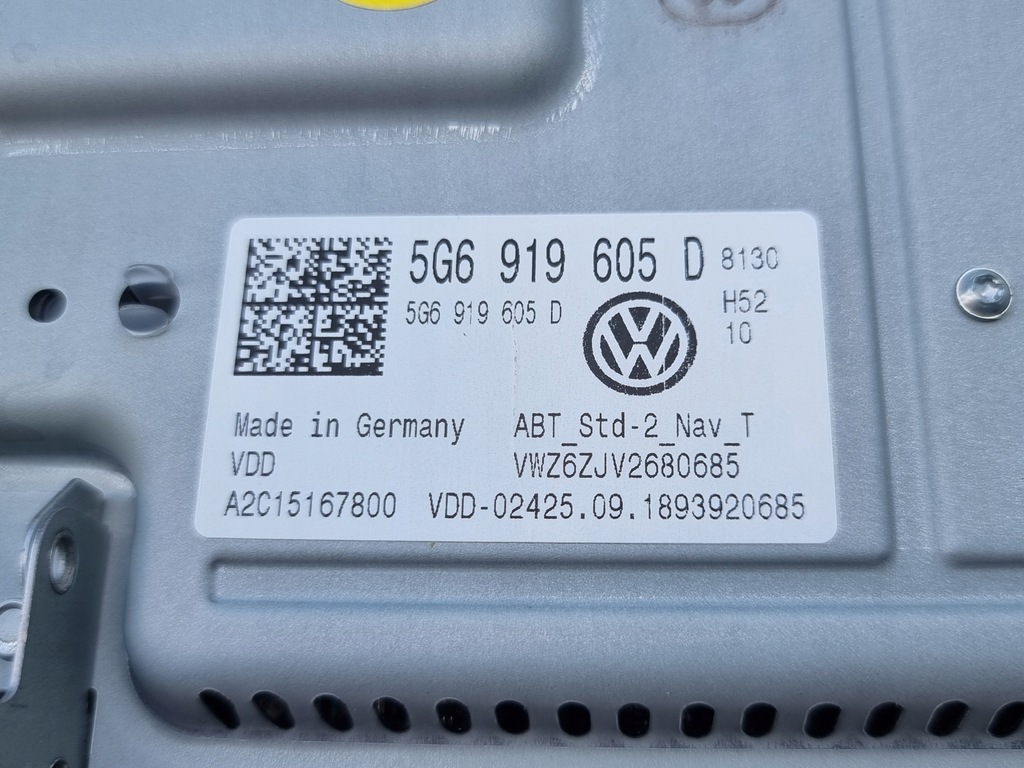 5G6 919 605 D 8130
5G6 919 605 D
H52
10
Made in Germany ABT_Std-2_Nav_T
VDD VWZ6ZJV2680685
A2C15167800 VDD-02425.09.1893920685